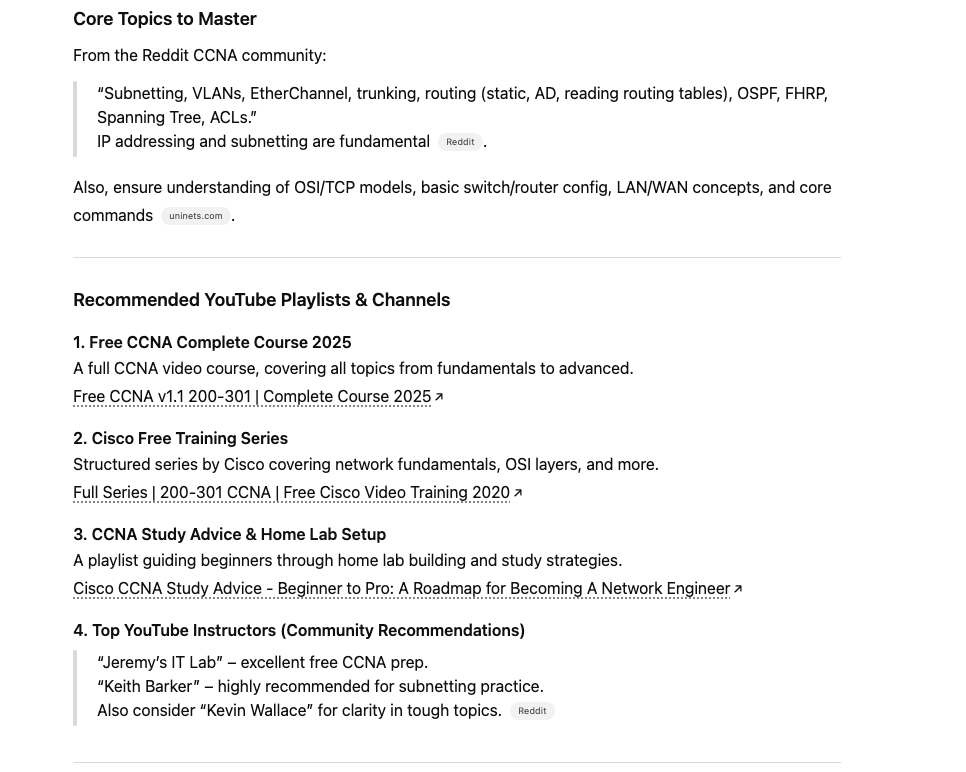 Core Topics to Master
From the Reddit CCNA community:
“Subnetting, VLANs, EtherChannel, trunking, routing (static, AD, reading routing tables), OSPF, FHRP,
Spanning Tree, ACLs.”
IP addressing and subnetting are fundamental Reddit .
Also, ensure understanding of OSI/TCP models, basic switch/router config, LAN/WAN concepts, and core
commands uninets.com .
Recommended YouTube Playlists & Channels
1. Free CCNA Complete Course 2025
A full CCNA video course, covering all topics from fundamentals to advanced.
Free CCNA v1.1 200-301 | Complete Course 2025 ↗
2. Cisco Free Training Series
Structured series by Cisco covering network fundamentals, OSI layers, and more.
Full Series | 200-301 CCNA | Free Cisco Video Training 2020 ↗
3. CCNA Study Advice & Home Lab Setup
A playlist guiding beginners through home lab building and study strategies.
Cisco CCNA Study Advice - Beginner to Pro: A Roadmap for Becoming A Network Engineer ↗
4. Top YouTube Instructors (Community Recommendations)
“Jeremy’s IT Lab” – excellent free CCNA prep.
“Keith Barker” – highly recommended for subnetting practice.
Also consider “Kevin Wallace” for clarity in tough topics. Reddit